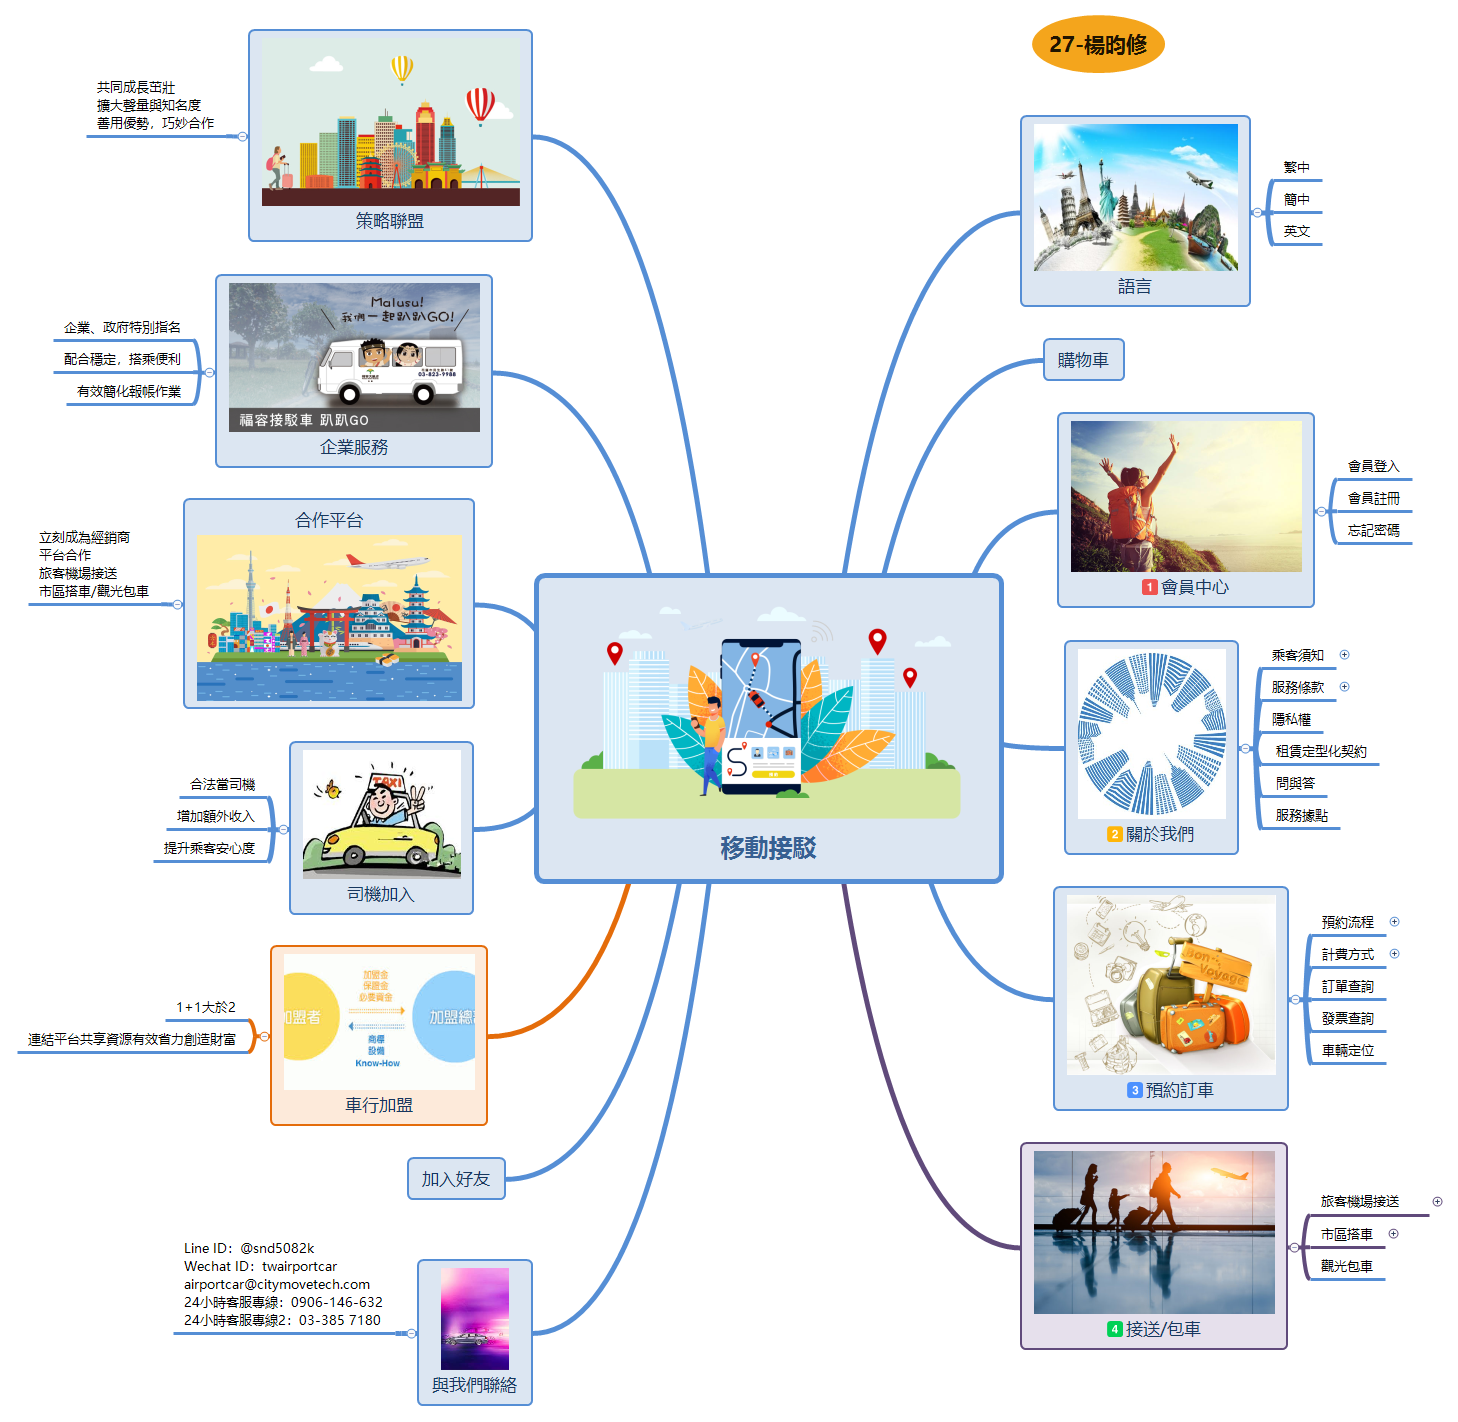 27-楊昀修
共同成長茁壯
擴大聲量與知名度
善用優勢，巧妙合作
策略聯盟
Malusu!
我們一起趴趴GO!
03-823-9988
福容接駁車 趴趴GO
企業服務
企業、政府特別指名
配合穩定，搭乘便利
有效簡化報帳作業
合作平台
立刻成為經銷商
平台合作
旅客機場接送
市區搭車/觀光包車
合法當司機
增加額外收入
提升乘客安心度
TAXI
司機加入
1+1大於2
連結平台共享資源有效省力創造財富
加盟金
保證金
必要資金
加盟者
加盟總
商標
設備
Know-How
車行加盟
加入好友
Line ID：@snd5082k
Wechat ID：twairportcar
airportcar@citymovetech.com
24小時客服專線：0906-146-632
24小時客服專線2：03-385 7180
與我們聯絡
移動接駁
語言
繁中
簡中
英文
購物車
1 會員中心
會員登入
會員註冊
忘記密碼
2 關於我們
乘客須知
服務條款
隱私權
租賃定型化契約
問與答
服務據點
Bon
Voyage
3 預約訂車
預約流程
計費方式
訂單查詢
發票查詢
車輛定位
4 接送/包車
旅客機場接送
市區搭車
觀光包車